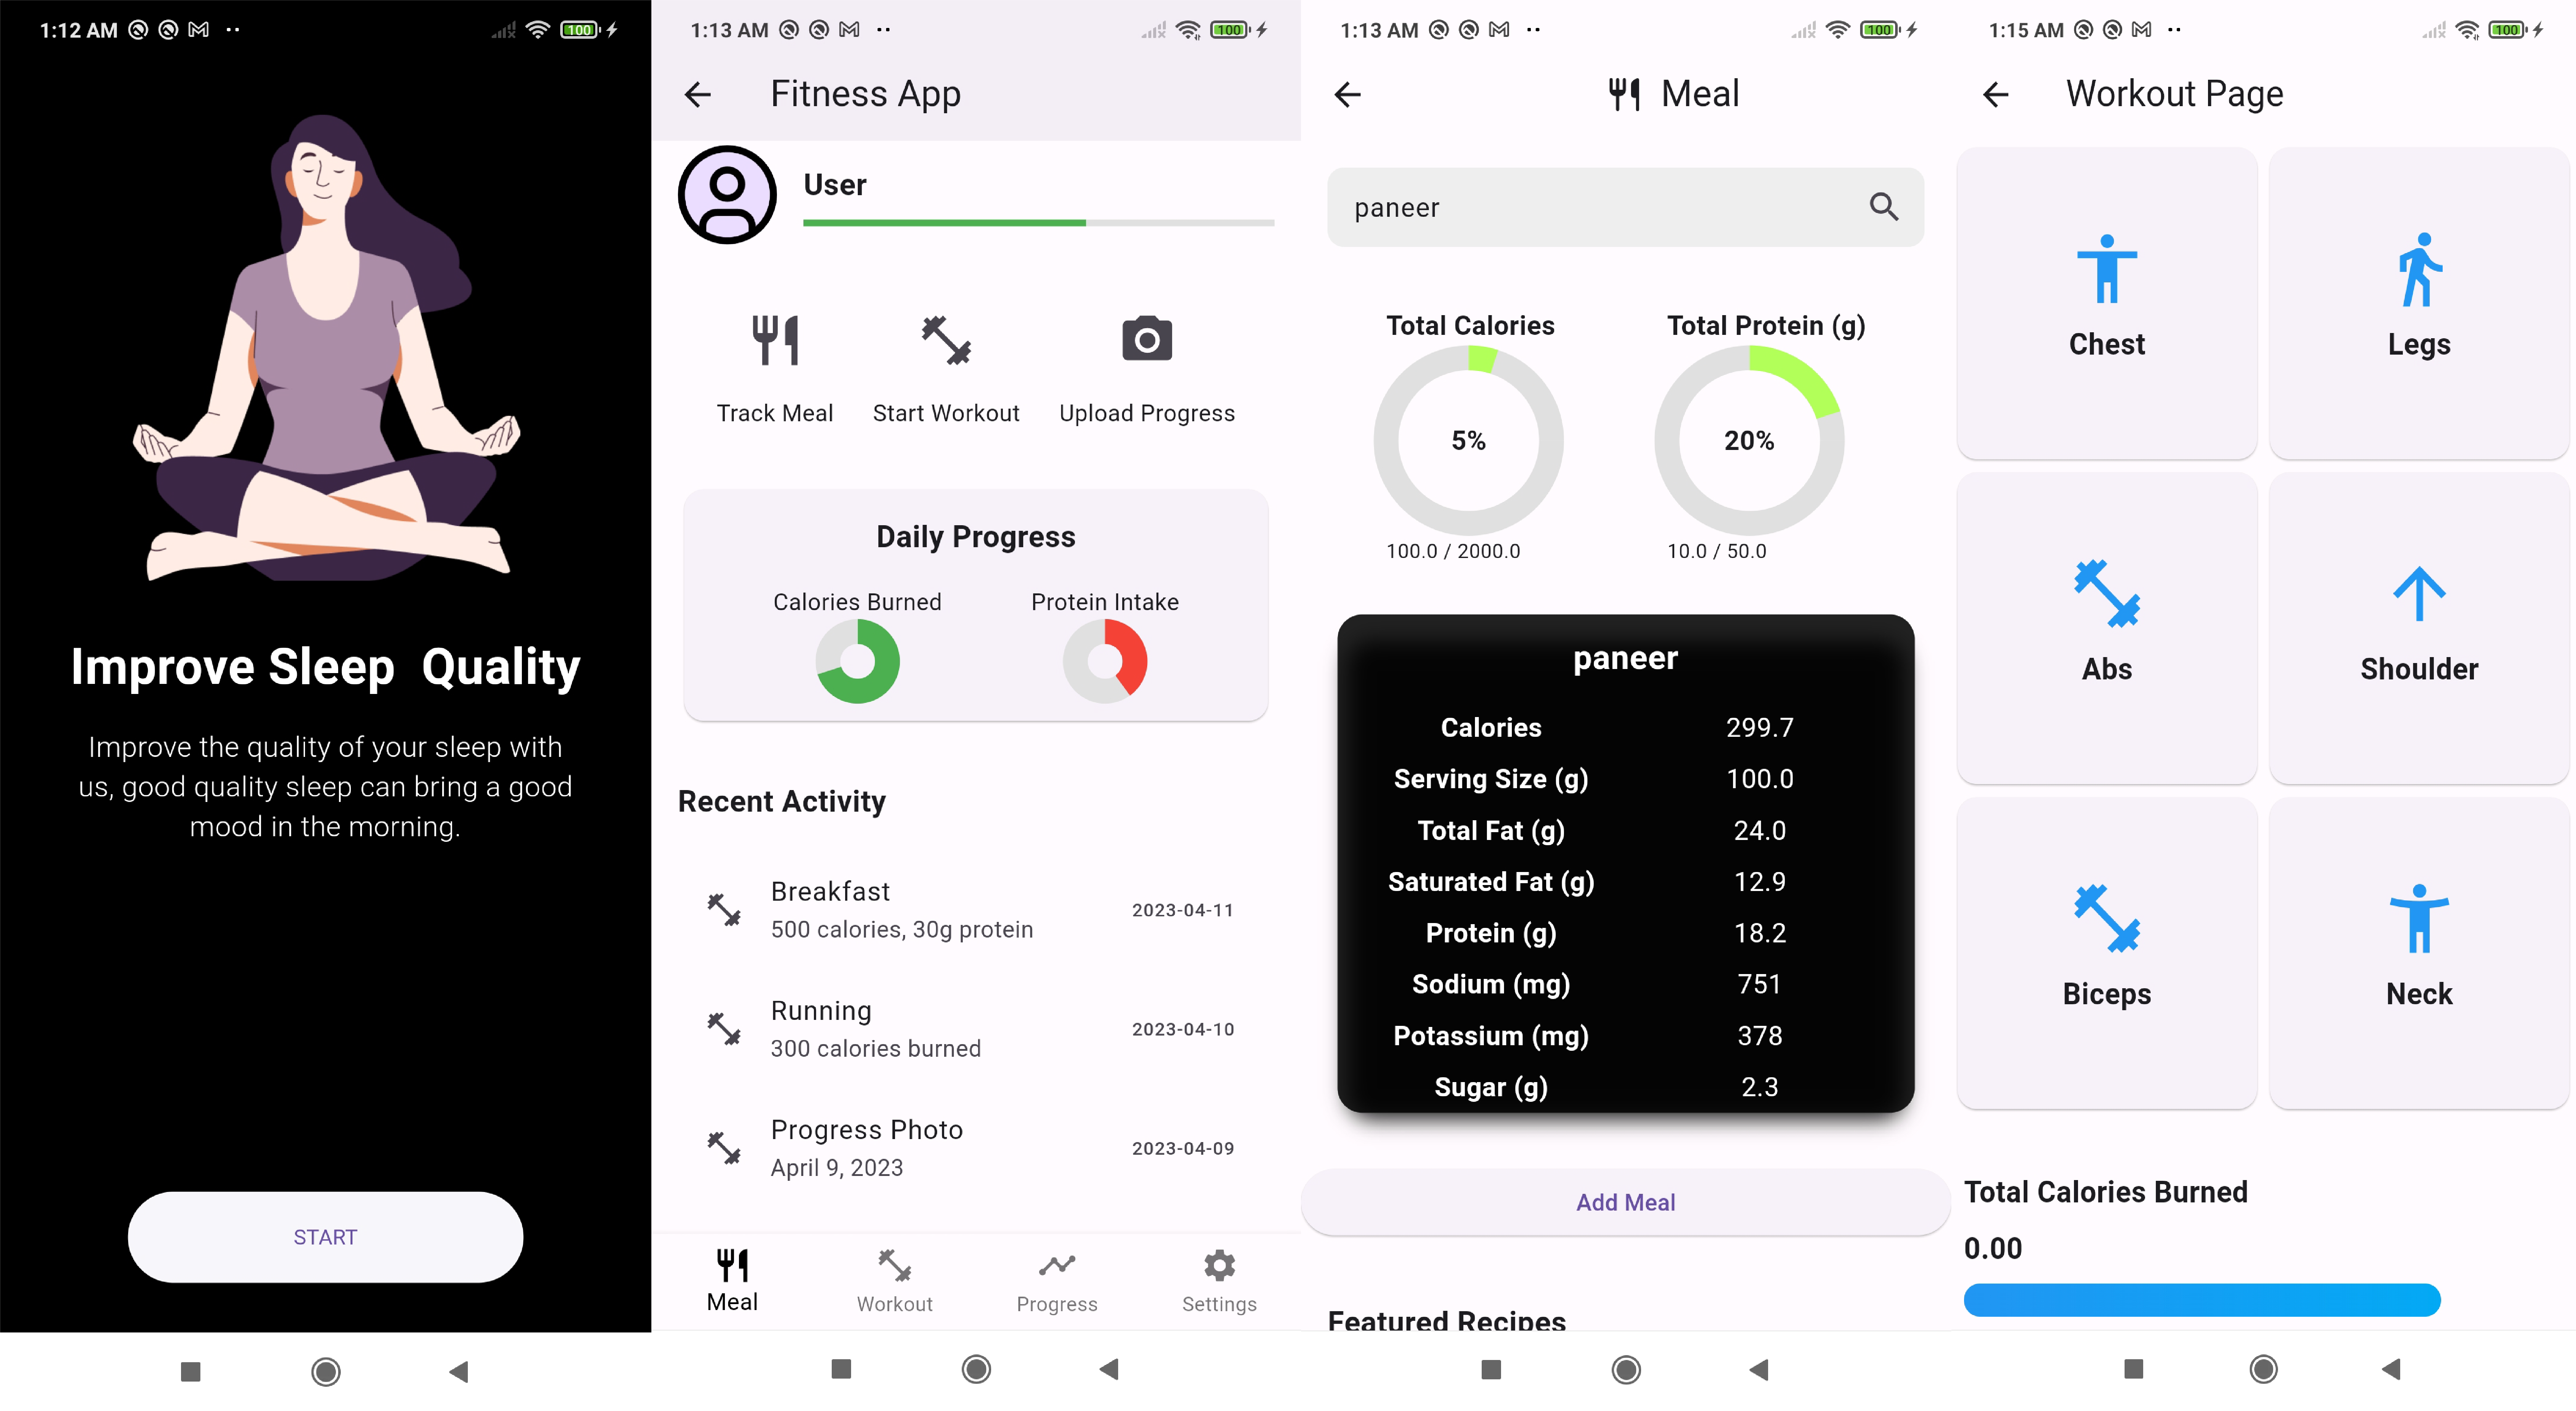 1:12 AM
100
Improve Sleep  Quality
Improve the quality of your sleep with
us, good quality sleep can bring a good
mood in the morning.
START
1:13 AM
100
Fitness App
User
Track Meal
Start Workout
Upload Progress
Daily Progress
Calories Burned
Protein Intake
Recent Activity
Breakfast
500 calories, 30g protein
2023-04-11
Running
300 calories burned
2023-04-10
Progress Photo
April 9, 2023
2023-04-09
Meal
Workout
Progress
Settings
1:13 AM
100
Meal
paneer
Total Calories
5%
100.0 / 2000.0
Total Protein (g)
20%
10.0 / 50.0
paneer
Calories 299.7
Serving Size (g) 100.0
Total Fat (g) 24.0
Saturated Fat (g) 12.9
Protein (g) 18.2
Sodium (mg) 751
Potassium (mg) 378
Sugar (g) 2.3
Add Meal
Featured Recipes
1:15 AM
100
Workout Page
Chest
Legs
Abs
Shoulder
Biceps
Neck
Total Calories Burned
0.00